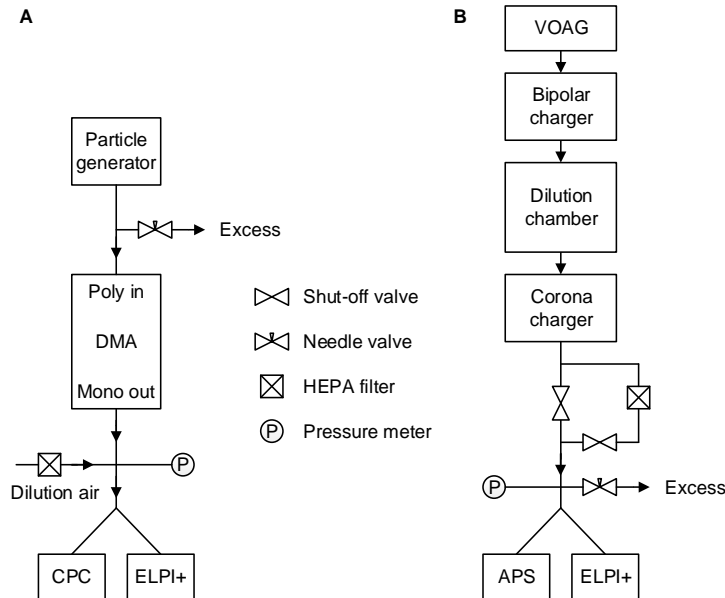 A
Particle
generator
Excess
Poly in
DMA
Mono out
P
Dilution air
CPC
ELPI+
Shut-off valve
Needle valve
HEPA filter
P
Pressure meter
B
VOAG
Bipolar
charger
Dilution
chamber
Corona
charger
P
Excess
APS
ELPI+